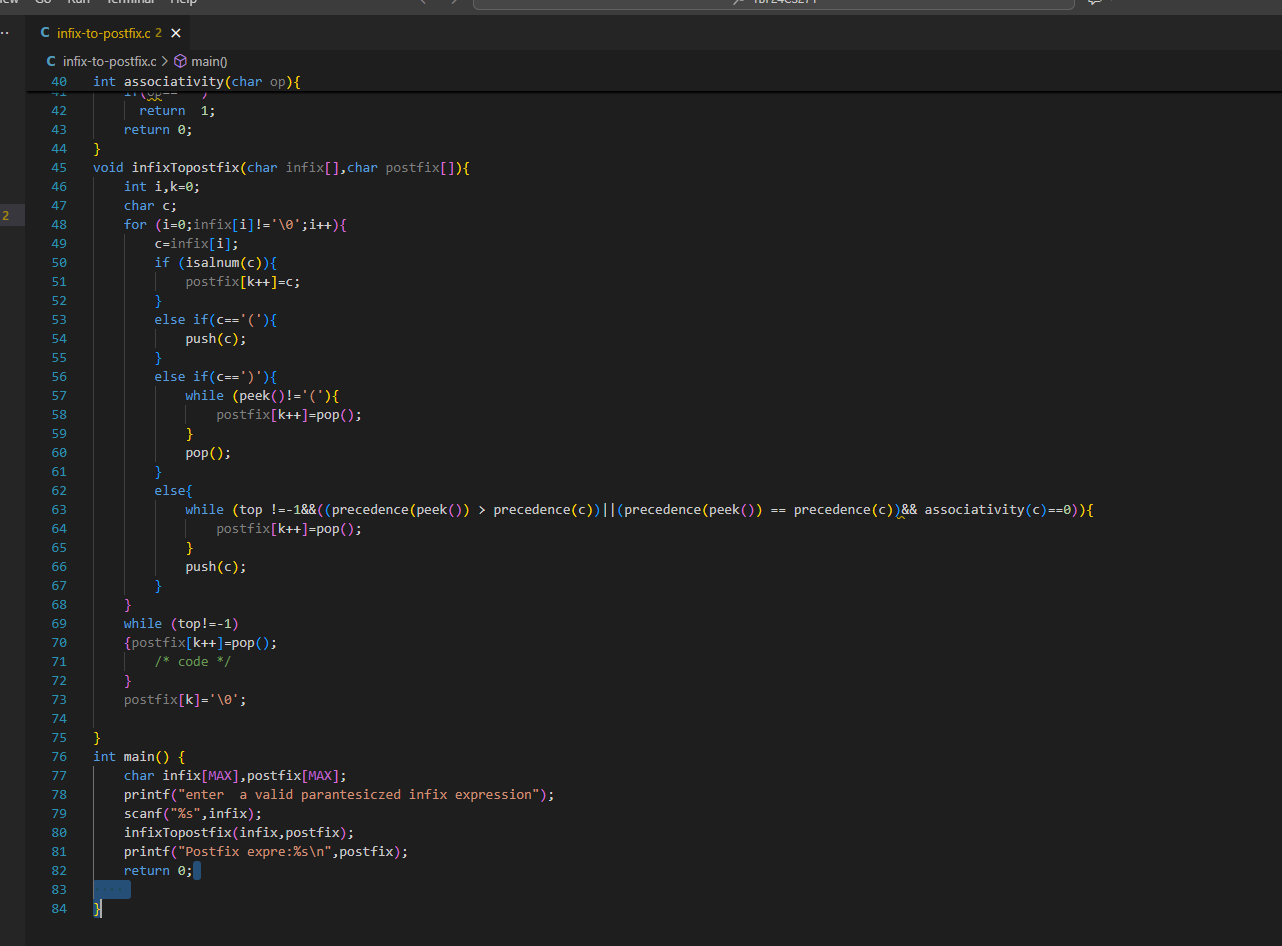 Go Run Terminal Help
C infix-to-postfix.c 2 ×
C infix-to-postfix.c > main()
40 int associativity(char op){
42 return  1;
43 return 0;
44 }
45 void infixTopostfix(char infix[],char postfix[]){
46 int i,k=0;
47 char c;
48 for (i=0;infix[i]!='\0';i++){
49 c=infix[i];
50 if (isalnum(c)){
51 postfix[k++]=c;
52 }
53 else if(c=='('){
54 push(c);
55 }
56 else if(c==')'){
57 while (peek()!='('){
58 postfix[k++]=pop();
59 }
60 pop();
61 }
62 else{
63 while (top !=-1&&((precedence(peek()) > precedence(c))||(precedence(peek()) == precedence(c))&& associativity(c)==0)){
64 postfix[k++]=pop();
65 }
66 push(c);
67 }
68 }
69 while (top!=-1)
70 {postfix[k++]=pop();
71 /* code */
72 }
73 postfix[k]='\0';
74
75 }
76 int main() {
77 char infix[MAX],postfix[MAX];
78 printf("enter  a valid parantesiczed infix expression");
79 scanf("%s",infix);
80 infixTopostfix(infix,postfix);
81 printf("Postfix expre:%s\n",postfix);
82 return 0;
83
84 }
2